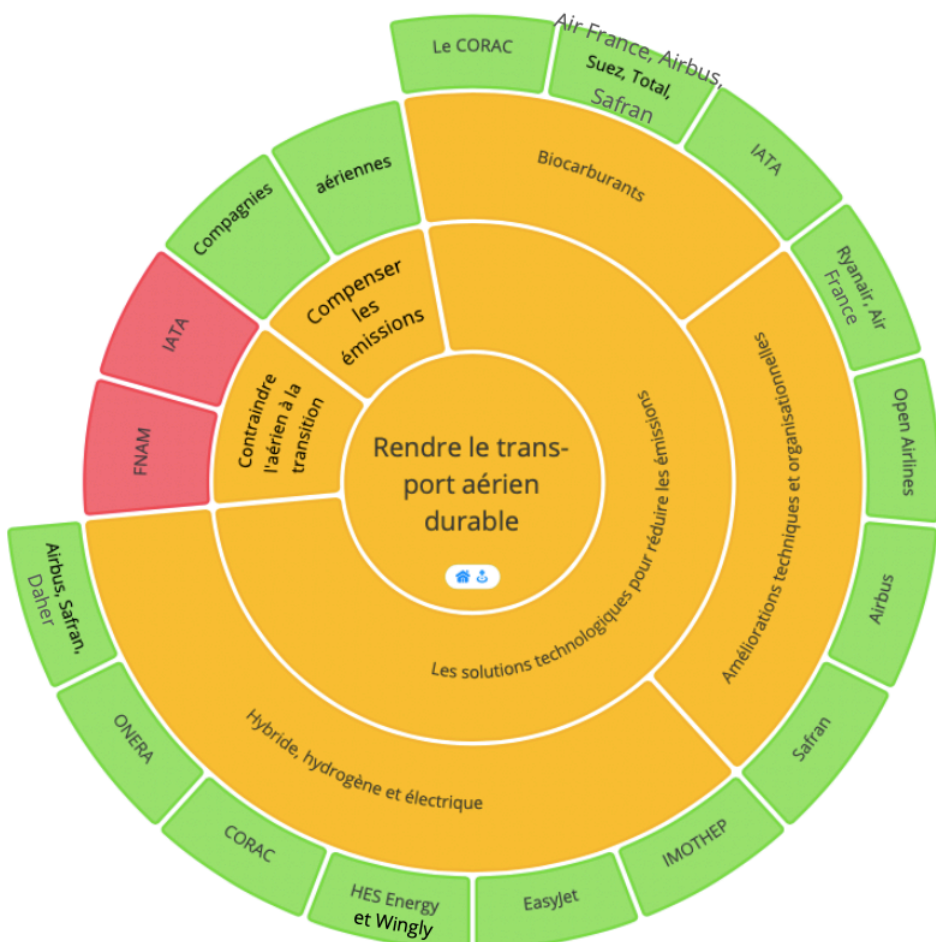 Rendre le trans-
port aérien
durable
Compenser
les
émissions
Compagnies
aériennes
Contraindre
l'aérien à la
transition
IATA
FNAM
Les solutions technologiques pour réduire les émissions
Biocarburants
Le CORAC
Air France, Airbus,
Suez, Total,
Safran
IATA
Améliorations techniques et organisationnelles
Ryanair, Air
France
Open Airlines
Airbus
Safran
Hybride, hydrogène et électrique
IMOTHEP
EasyJet
HES Energy
et Wingly
CORAC
ONERA
Airbus, Safran,
Daher